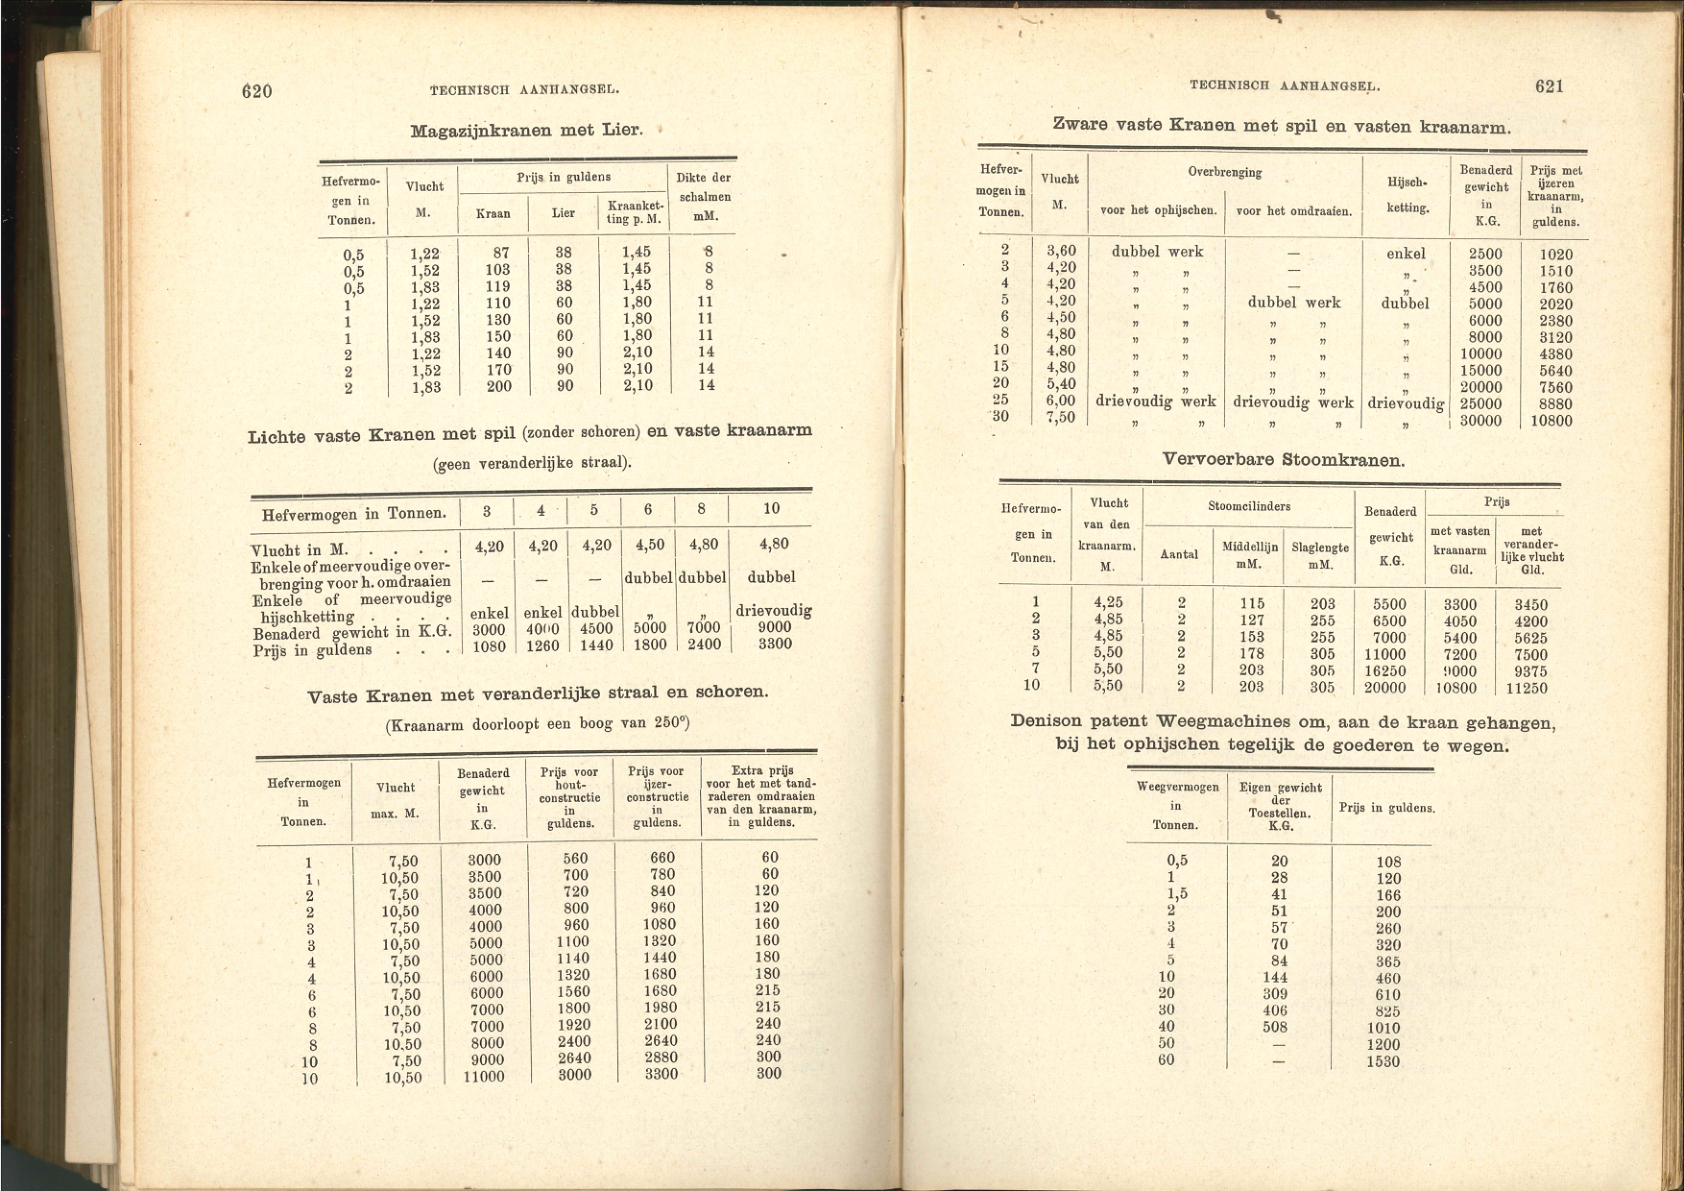 620
TECHNISCH AANHANGSEL.
Magazijnkranen met Lier.
Hefvermo-
gen in
Tonnen.
Vlucht
M.
Prijs in guldens
Kraan
Lier
Kraanket-
ting p. M.
Dikte der
schalmen
mM.
0,5 1,22 87 38 1,45 8
0,5 1,52 103 38 1,45 8
0,5 1,83 119 38 1,45 8
1 1,22 110 60 1,80 11
1 1,52 130 60 1,80 11
1 1,83 150 60 1,80 11
2 1,22 140 90 2,10 14
2 1,52 170 90 2,10 14
2 1,83 200 90 2,10 14
Lichte vaste Kranen met spil (zonder schoren) en vaste kraanarm
(geen veranderlijke straal).
Hefvermogen in Tonnen. 3 4 5 6 8 10
Vlucht in M. . . . . 4,20 4,20 4,20 4,50 4,80 4,80
Enkele of meervoudige over-
brenging voor h. omdraaien — — — dubbel dubbel dubbel
Enkele of meervoudige
hijschketting . . . . enkel enkel dubbel „ „ drievoudig
Benaderd gewicht in K.G. 3000 4000 4500 5000 7000 9000
Prijs in guldens . . . 1080 1260 1440 1800 2400 3300
Vaste Kranen met veranderlijke straal en schoren.
(Kraanarm doorloopt een boog van 250°)
Hefvermogen
in
Tonnen.
Vlucht
max. M.
Benaderd
gewicht
in
K.G.
Prijs voor
hout-
constructie
in
guldens.
Prijs voor
ijzer-
constructie
in
guldens.
Extra prijs
voor het met tand-
raderen omdraaien
van den kraanarm,
in guldens.
1 7,50 3000 560 660 60
1 10,50 3500 700 780 60
2 7,50 3500 720 840 120
2 10,50 4000 800 960 120
3 7,50 4000 960 1080 160
3 10,50 5000 1100 1320 160
4 7,50 5000 1140 1440 180
4 10,50 6000 1320 1680 180
6 7,50 6000 1560 1680 215
6 10,50 7000 1800 1980 215
8 7,50 7000 1920 2100 240
8 10.50 8000 2400 2640 240
10 7,50 9000 2640 2880 300
10 10,50 11000 3000 3300 300
TECHNISCH AANHANGSEL.
621
Zware vaste Kranen met spil en vasten kraanarm.
Hefver-
mogen in
Tonnen.
Vlucht
M.
Overbrenging
voor het ophijschen.
voor het omdraaien.
Hijsch-
ketting.
Benaderd
gewicht
in
K.G.
Prijs met
ijzeren
kraanarm,
in
guldens.
2 3,60 dubbel werk — enkel 2500 1020
3 4,20 „ „ — „ 3500 1510
4 4,20 „ „ — „ 4500 1760
5 4,20 „ „ dubbel werk dubbel 5000 2020
6 4,50 „ „ „ „ „ 6000 2380
8 4,80 „ „ „ „ „ 8000 3120
10 4,80 „ „ „ „ „ 10000 4380
15 4,80 „ „ „ „ „ 15000 5640
20 5,40 „ „ „ „ „ 20000 7560
25 6,00 drievoudig werk drievoudig werk drievoudig 25000 8880
30 7,50 „ „ „ „ „ 30000 10800
Vervoerbare Stoomkranen.
Hefvermo-
gen in
Tonnen.
Vlucht
van den
kraanarm.
M.
Stoomcilinders
Aantal
Middellijn
mM.
Slaglengte
mM.
Benaderd
gewicht
K.G.
Prijs
met vasten
kraanarm
Gld.
met
verander-
lijke vlucht
Gld.
1 4,25 2 115 203 5500 3300 3450
2 4,85 2 127 255 6500 4050 4200
3 4,85 2 153 255 7000 5400 5625
5 5,50 2 178 305 11000 7200 7500
7 5,50 2 203 305 16250 9000 9375
10 5,50 2 203 305 20000 10800 11250
Denison patent Weegmachines om, aan de kraan gehangen,
bij het ophijschen tegelijk de goederen te wegen.
Weegvermogen
in
Tonnen.
Eigen gewicht
der
Toestellen.
K.G.
Prijs in guldens.
0,5 20 108
1 28 120
1,5 41 166
2 51 200
3 57 260
4 70 320
5 84 365
10 144 460
20 309 610
30 406 825
40 508 1010
50 — 1200
60 — 1530